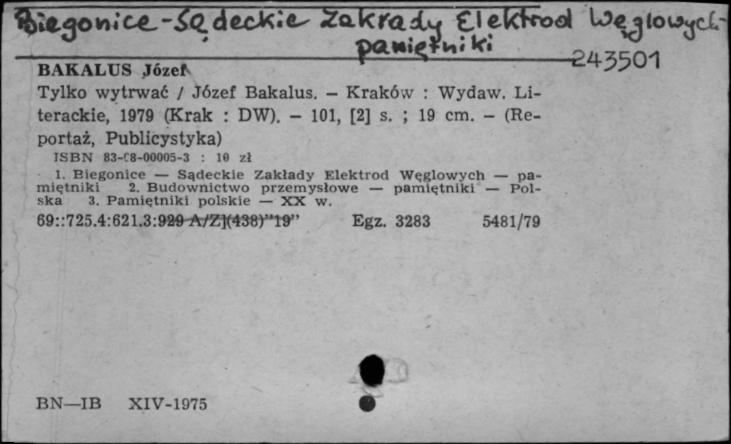 Biegonice - Sądeckie Zakłady Elektrod Węglowych -
pamiętniki
243501
BAKALUS Józef
Tylko wytrwać / Józef Bakalus. – Kraków : Wydaw. Li-
terackie, 1979 (Krak : DW). – 101, [2] s. ; 19 cm. – (Re-
portaż, Publicystyka)
ISBN 83-C8-00005-3 : 10 zł
1. Biegonice — Sądeckie Zakłady Elektrod Węglowych — pa-
miętniki 2. Budownictwo przemysłowe — pamiętniki — Pol-
ska 3. Pamiętniki polskie — XX w.
69::725.4:621.3:929 A/Z](438)"19" Egz. 3283 5481/79
BN—IB XIV-1975